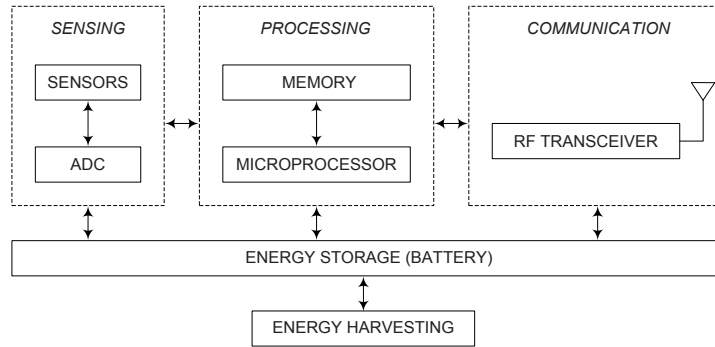 SENSING
PROCESSING
COMMUNICATION
SENSORS
MEMORY
RF TRANSCEIVER
ADC
MICROPROCESSOR
ENERGY STORAGE (BATTERY)
ENERGY HARVESTING